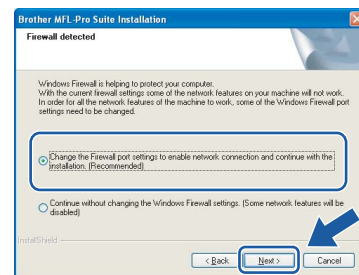 Brother MFL-Pro Suite Installation
Firewall detected
Windows Firewall is helping to protect your computer.
With the current firewall settings some of the network features on your machine will not work.
In order for all the network features of the machine to work, some of the Windows Firewall port
settings need to be changed.
Change the Firewall port settings to enable network connection and continue with the
installation. (Recommended)
Continue without changing the Windows Firewall settings. (Some network features will be
disabled)
InstallShield
< Back
Next >
Cancel